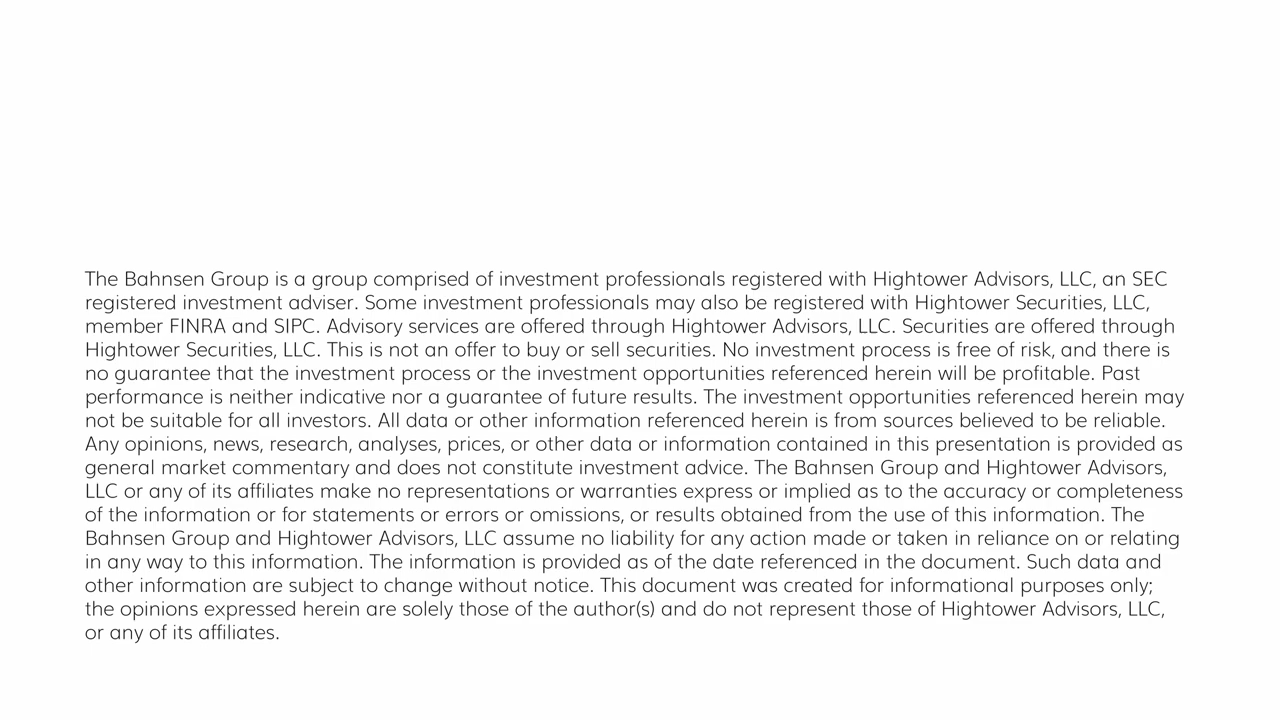 The Bahnsen Group is a group comprised of investment professionals registered with Hightower Advisors, LLC, an SEC
registered investment adviser. Some investment professionals may also be registered with Hightower Securities, LLC,
member FINRA and SIPC. Advisory services are offered through Hightower Advisors, LLC. Securities are offered through
Hightower Securities, LLC. This is not an offer to buy or sell securities. No investment process is free of risk, and there is
no guarantee that the investment process or the investment opportunities referenced herein will be profitable. Past
performance is neither indicative nor a guarantee of future results. The investment opportunities referenced herein may
not be suitable for all investors. All data or other information referenced herein is from sources believed to be reliable.
Any opinions, news, research, analyses, prices, or other data or information contained in this presentation is provided as
general market commentary and does not constitute investment advice. The Bahnsen Group and Hightower Advisors,
LLC or any of its affiliates make no representations or warranties express or implied as to the accuracy or completeness
of the information or for statements or errors or omissions, or results obtained from the use of this information. The
Bahnsen Group and Hightower Advisors, LLC assume no liability for any action made or taken in reliance on or relating
in any way to this information. The information is provided as of the date referenced in the document. Such data and
other information are subject to change without notice. This document was created for informational purposes only;
the opinions expressed herein are solely those of the author(s) and do not represent those of Hightower Advisors, LLC,
or any of its affiliates.